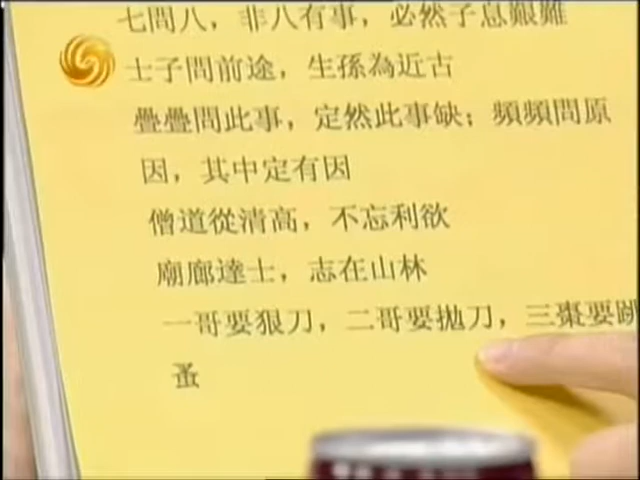 七問八，非八有事，必然子息艱難
士子問前途，生孫為近古
疊疊問此事，定然此事缺；頻頻問原
因，其中定有因
僧道從清高，不忘利欲
廟廊達士，志在山林
一哥要狠刀，二哥要拋刀，三棗要跳
蚤